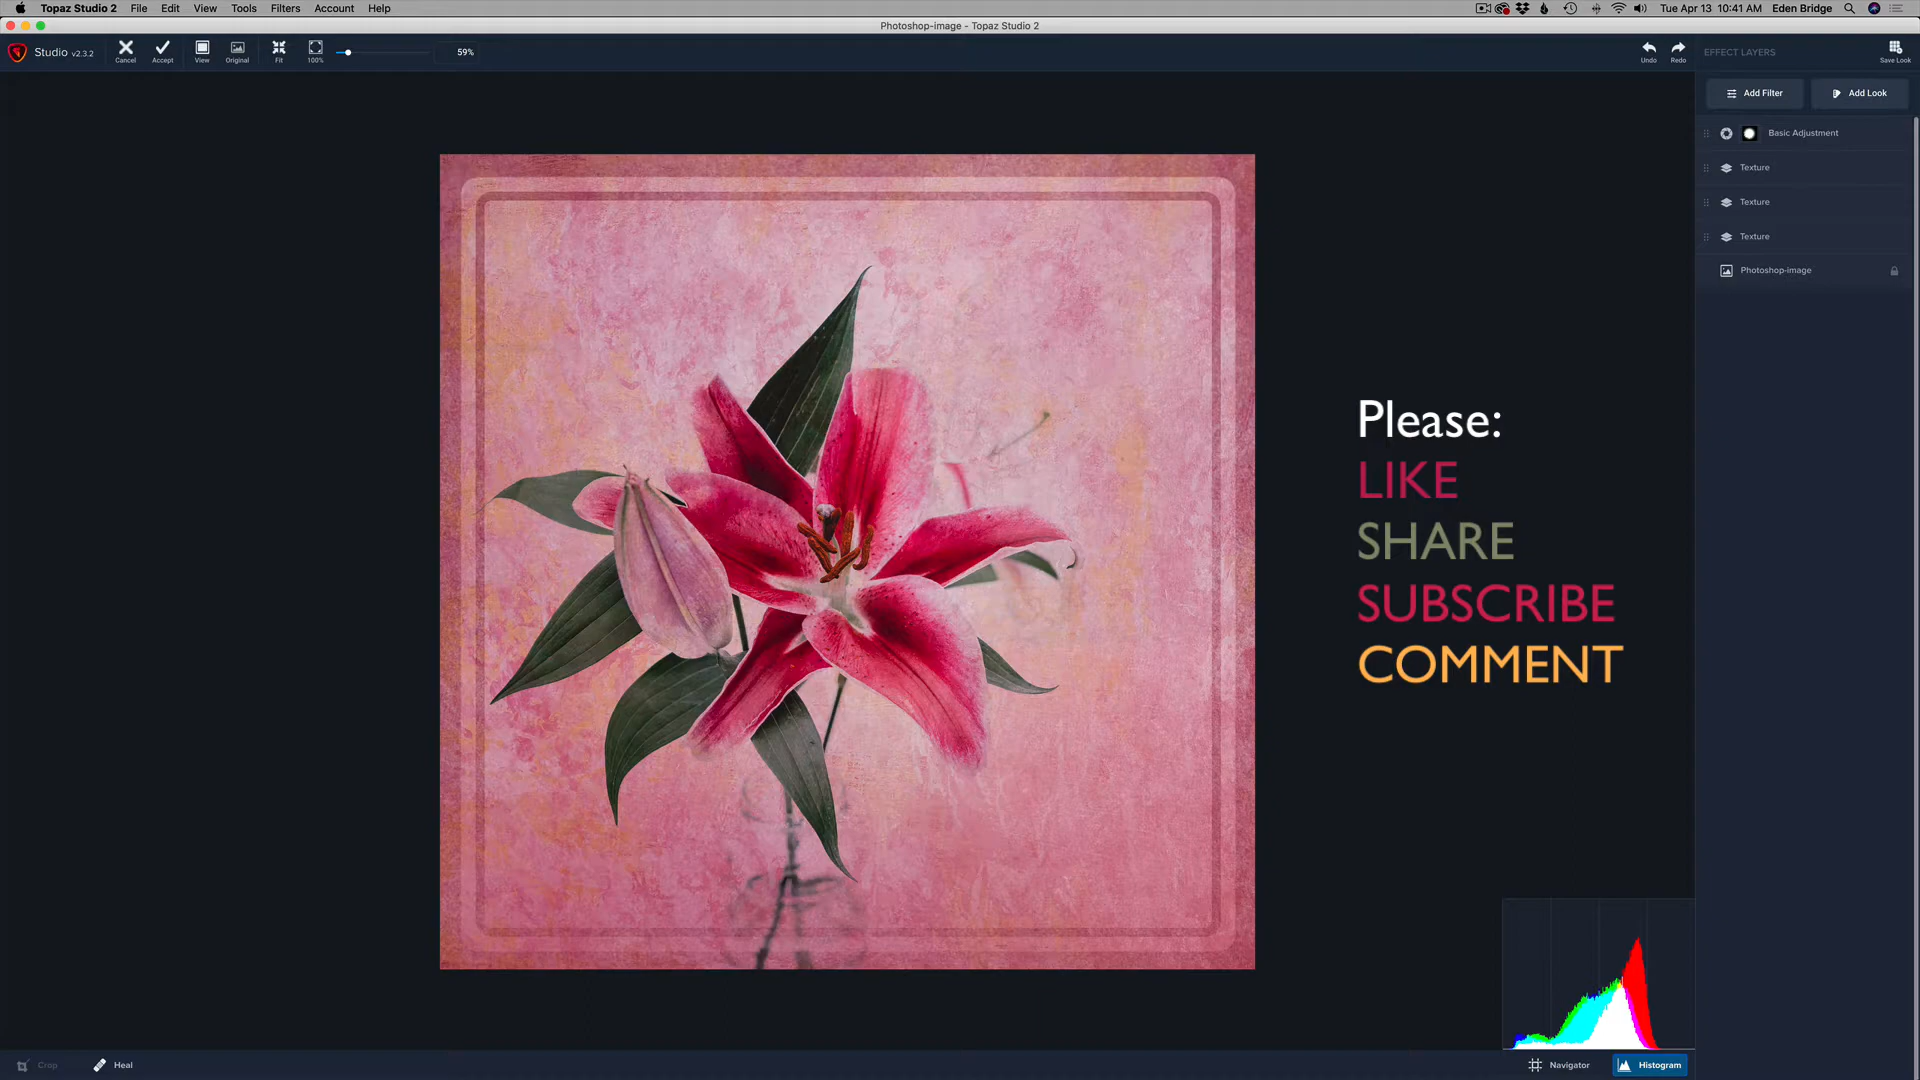 Topaz Studio 2 File Edit View Tools Filters Account Help
Tue Apr 13 10:41 AM Eden Bridge
Photoshop-image - Topaz Studio 2
Studio v2.3.2
Cancel Accept View Original Fit 100% 59% Undo Redo
EFFECT LAYERS
Save Look
Add Filter Add Look
Basic Adjustment
Texture
Texture
Texture
Photoshop-image
Please:
LIKE
SHARE
SUBSCRIBE
COMMENT
Crop Heal Navigator Histogram